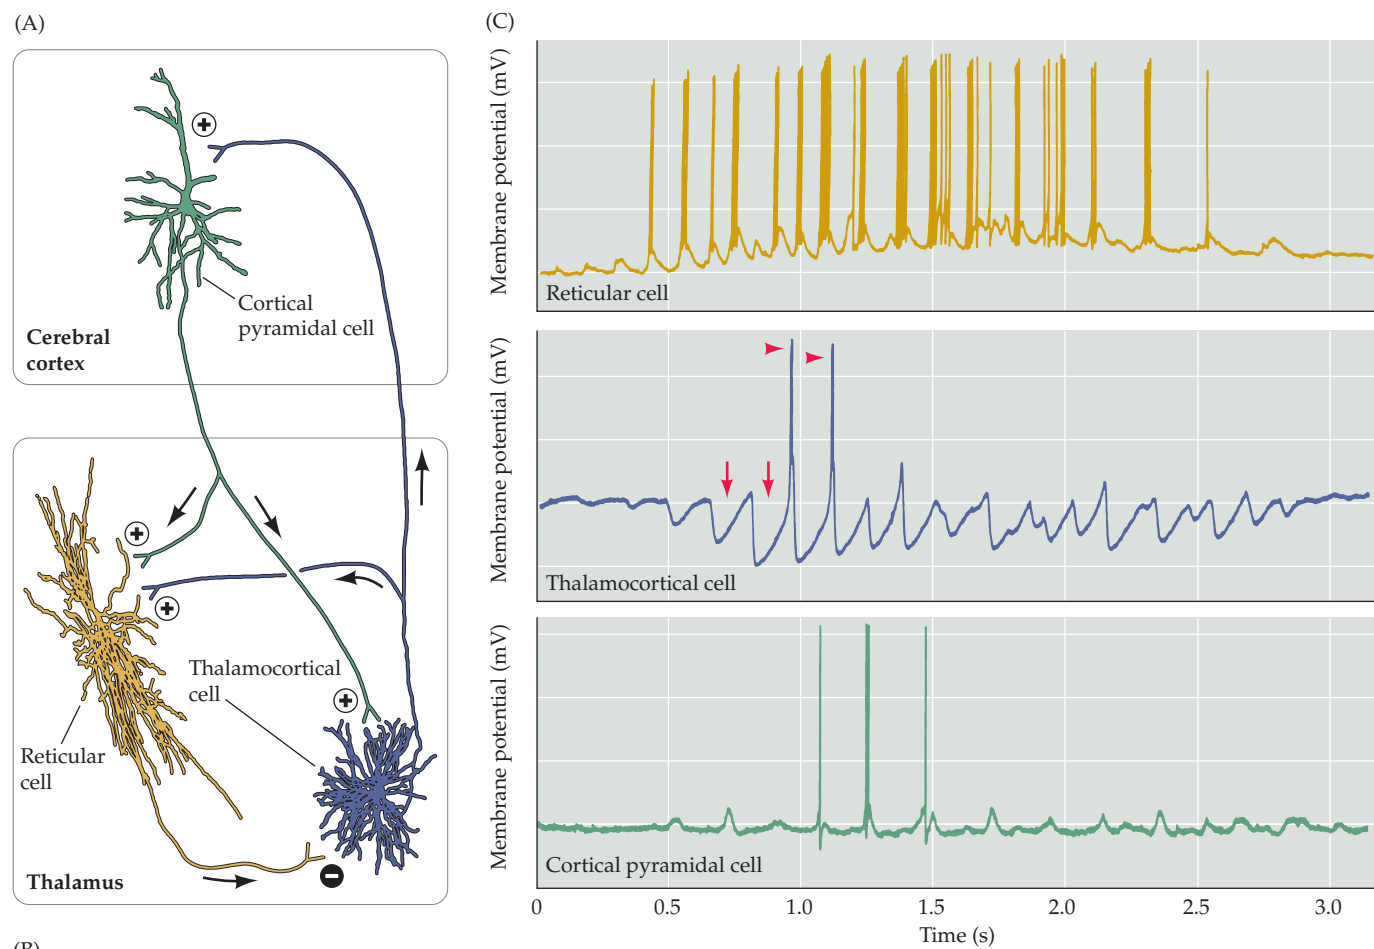 (A)
+
Cortical
pyramidal cell
Cerebral
cortex
+
+
Thalamocortical
cell
+
Reticular
cell
−
Thalamus
(B)
(C)
Membrane potential (mV)
Reticular cell
Membrane potential (mV)
Thalamocortical cell
Membrane potential (mV)
Cortical pyramidal cell
0 0.5 1.0 1.5 2.0 2.5 3.0
Time (s)